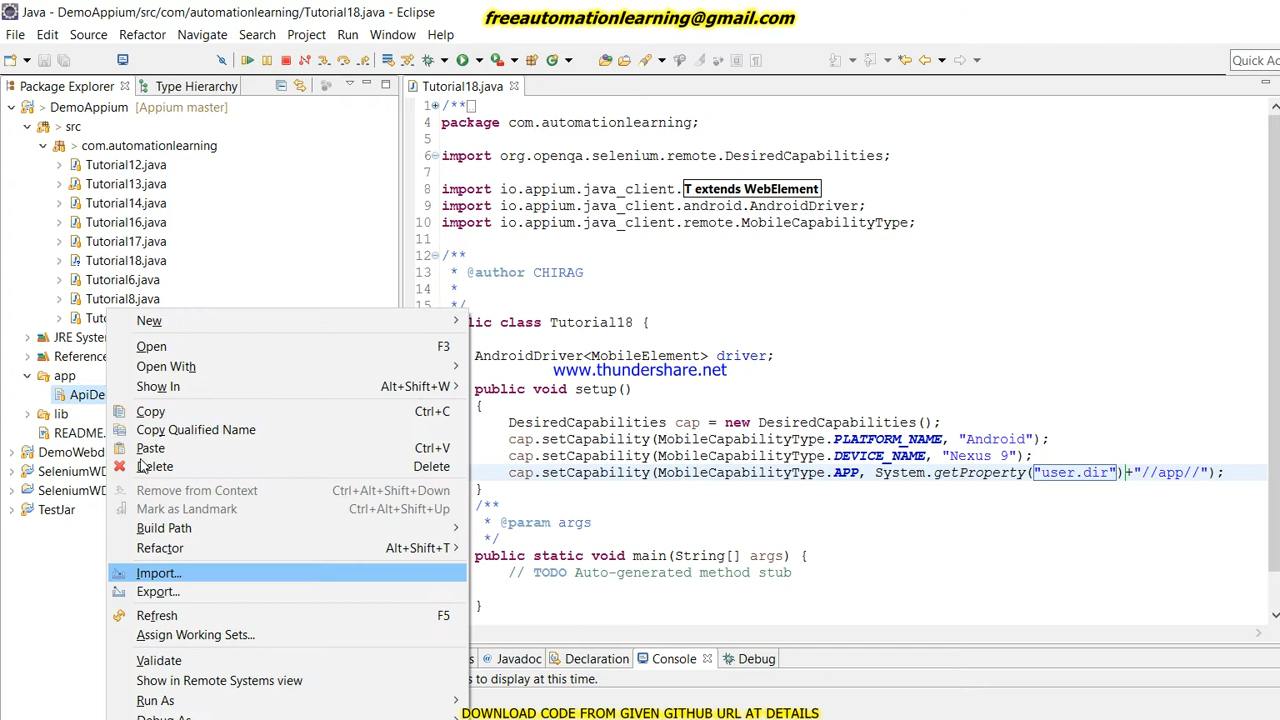 Java - DemoAppium/src/com/automationlearning/Tutorial18.java - Eclipse
freeautomationlearning@gmail.com
File Edit Source Refactor Navigate Search Project Run Window Help
Quick Ac
Package Explorer Type Hierarchy
Tutorial18.java
> DemoAppium [Appium master]
> src
> com.automationlearning
Tutorial12.java
Tutorial13.java
Tutorial14.java
Tutorial16.java
Tutorial17.java
Tutorial18.java
Tutorial6.java
Tutorial8.java
Tuto
JRE System
Reference
app
ApiDe
lib
README.
DemoWebd
SeleniumWD
SeleniumWD
TestJar
New
Open F3
Open With
Show In Alt+Shift+W
Copy Ctrl+C
Copy Qualified Name
Paste Ctrl+V
Delete Delete
Remove from Context Ctrl+Alt+Shift+Down
Mark as Landmark Ctrl+Alt+Shift+Up
Build Path
Refactor Alt+Shift+T
Import...
Export...
Refresh F5
Assign Working Sets...
Validate
Show in Remote Systems view
Run As
Debug As
1 /**
4 package com.automationlearning;
5
6 import org.openqa.selenium.remote.DesiredCapabilities;
7
8 import io.appium.java_client. T extends WebElement
9 import io.appium.java_client.android.AndroidDriver;
10 import io.appium.java_client.remote.MobileCapabilityType;
11
12 /**
13 * @author CHIRAG
14 *
15 */
lic class Tutorial18 {
AndroidDriver<MobileElement> driver;
www.thundershare.net
public void setup()
{
DesiredCapabilities cap = new DesiredCapabilities();
cap.setCapability(MobileCapabilityType.PLATFORM_NAME, "Android");
cap.setCapability(MobileCapabilityType.DEVICE_NAME, "Nexus 9");
cap.setCapability(MobileCapabilityType.APP, System.getProperty("user.dir")+"//app//");
}
/**
* @param args
*/
public static void main(String[] args) {
// TODO Auto-generated method stub
}
s Javadoc Declaration Console Debug
s to display at this time.
DOWNLOAD CODE FROM GIVEN GITHUB URL AT DETAILS